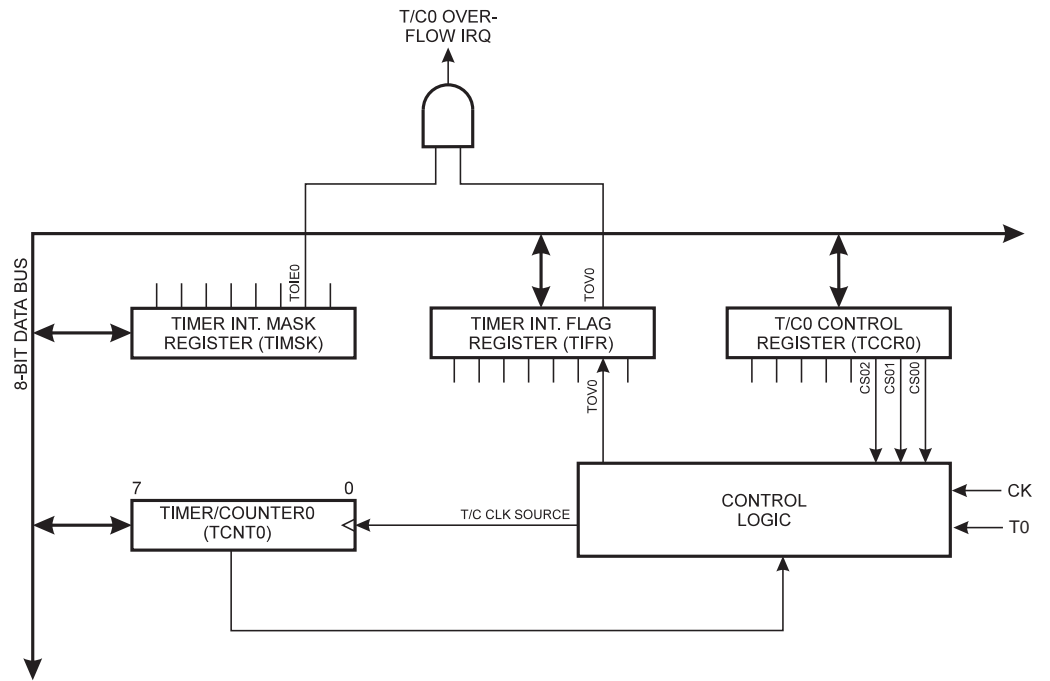 T/C0 OVER-
FLOW IRQ
8-BIT DATA BUS
TOIE0
TOV0
TIMER INT. MASK
REGISTER (TIMSK)
TIMER INT. FLAG
REGISTER (TIFR)
T/C0 CONTROL
REGISTER (TCCR0)
TOV0
CS02
CS01
CS00
7
0
TIMER/COUNTER0
(TCNT0)
T/C CLK SOURCE
CONTROL
LOGIC
CK
T0